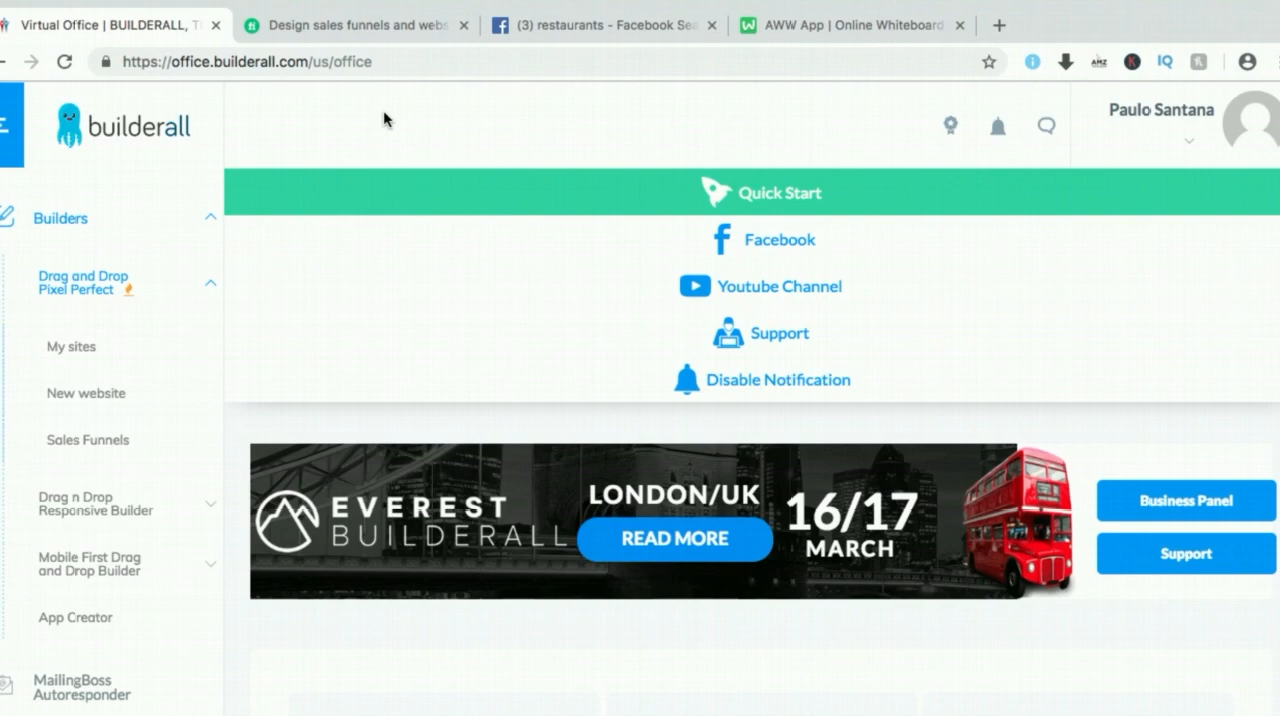 Virtual Office | BUILDERALL, T
Design sales funnels and webs
(3) restaurants - Facebook Sea
AWW App | Online Whiteboard
https://office.builderall.com/us/office
AMZ
K
IQ
builderall
Paulo Santana
Quick Start
Facebook
Youtube Channel
Support
Disable Notification
Builders
Drag and Drop
Pixel Perfect
My sites
New website
Sales Funnels
Drag n Drop
Responsive Builder
Mobile First Drag
and Drop Builder
App Creator
MailingBoss
Autoresponder
EVEREST
BUILDERALL
LONDON/UK
READ MORE
16/17
MARCH
Business Panel
Support